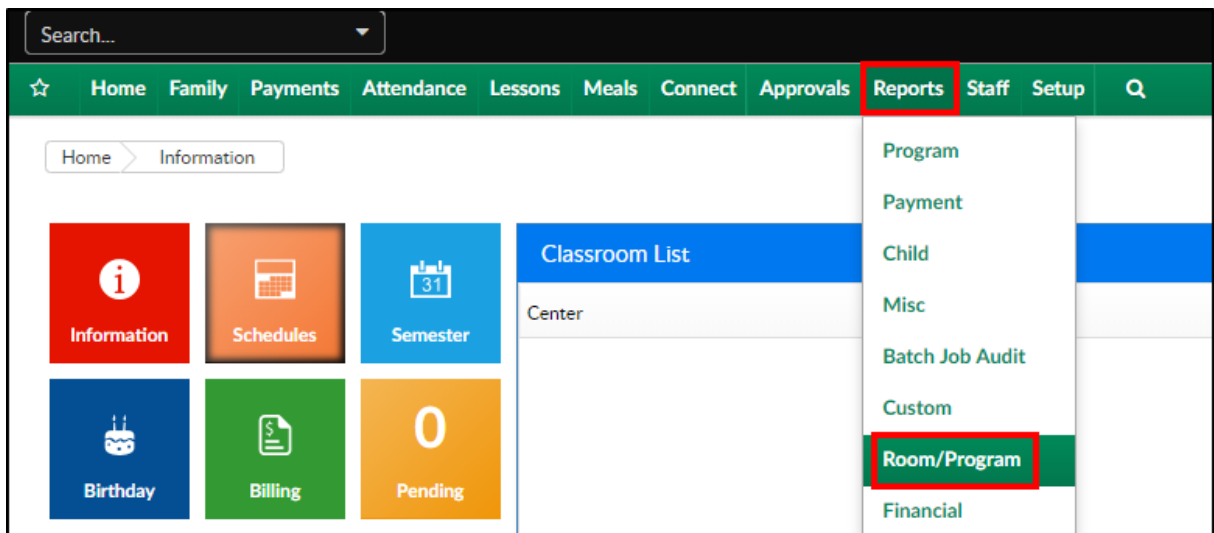 Search...
Home Family Payments Attendance Lessons Meals Connect Approvals Reports Staff Setup
Home Information
Program
Payment
Child
Misc
Batch Job Audit
Custom
Room/Program
Financial
Information
Schedules
31
Semester
Birthday
$
Billing
0
Pending
Classroom List
Center